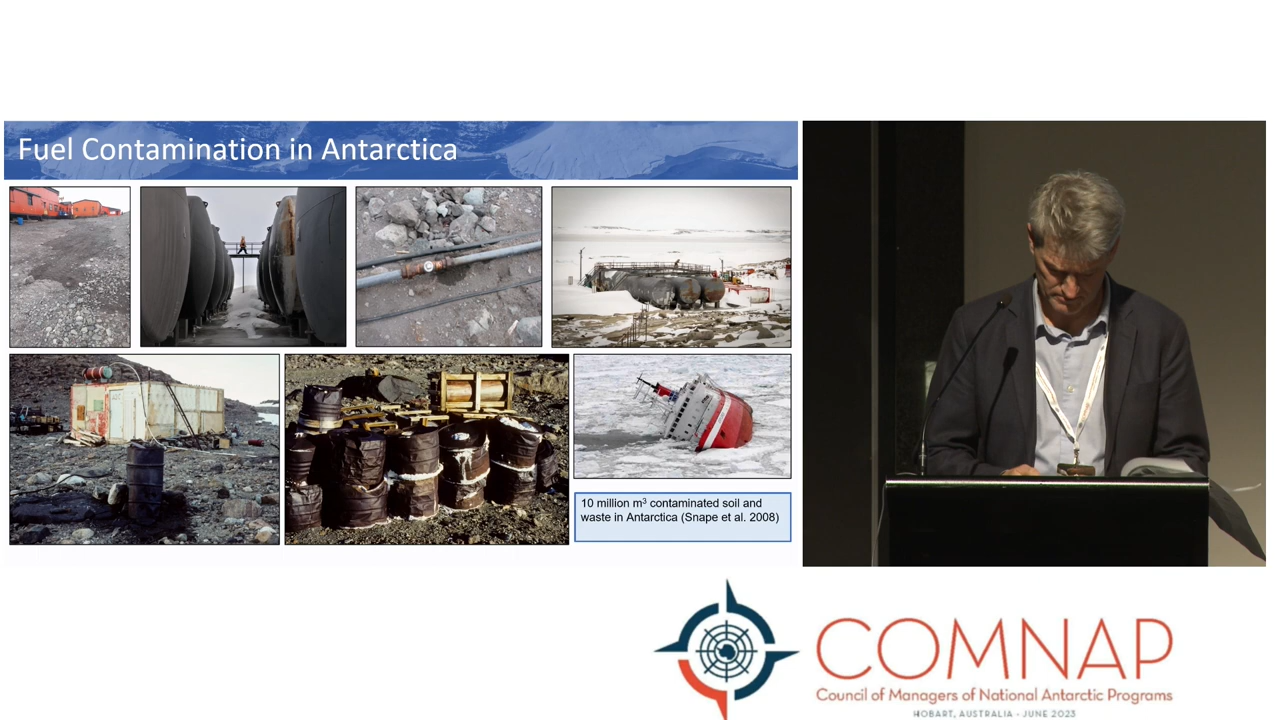 Fuel Contamination in Antarctica
10 million m³ contaminated soil and
waste in Antarctica (Snape et al. 2008)
COMNAP
Council of Managers of National Antarctic Programs
HOBART, AUSTRALIA - JUNE 2023